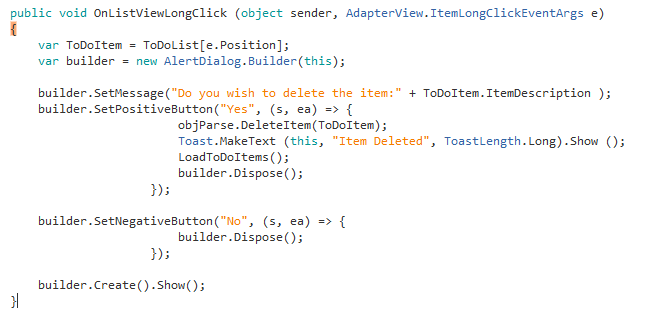 public void OnListViewLongClick (object sender, AdapterView.ItemLongClickEventArgs e)
{
    var ToDoItem = ToDoList[e.Position];
    var builder = new AlertDialog.Builder(this);

    builder.SetMessage("Do you wish to delete the item:" + ToDoItem.ItemDescription );
    builder.SetPositiveButton("Yes", (s, ea) => {
                        objParse.DeleteItem(ToDoItem);
                        Toast.MakeText (this, "Item Deleted", ToastLength.Long).Show ();
                        LoadToDoItems();
                        builder.Dispose();
                    });

    builder.SetNegativeButton("No", (s, ea) => {
                        builder.Dispose();
                    });

    builder.Create().Show();
}